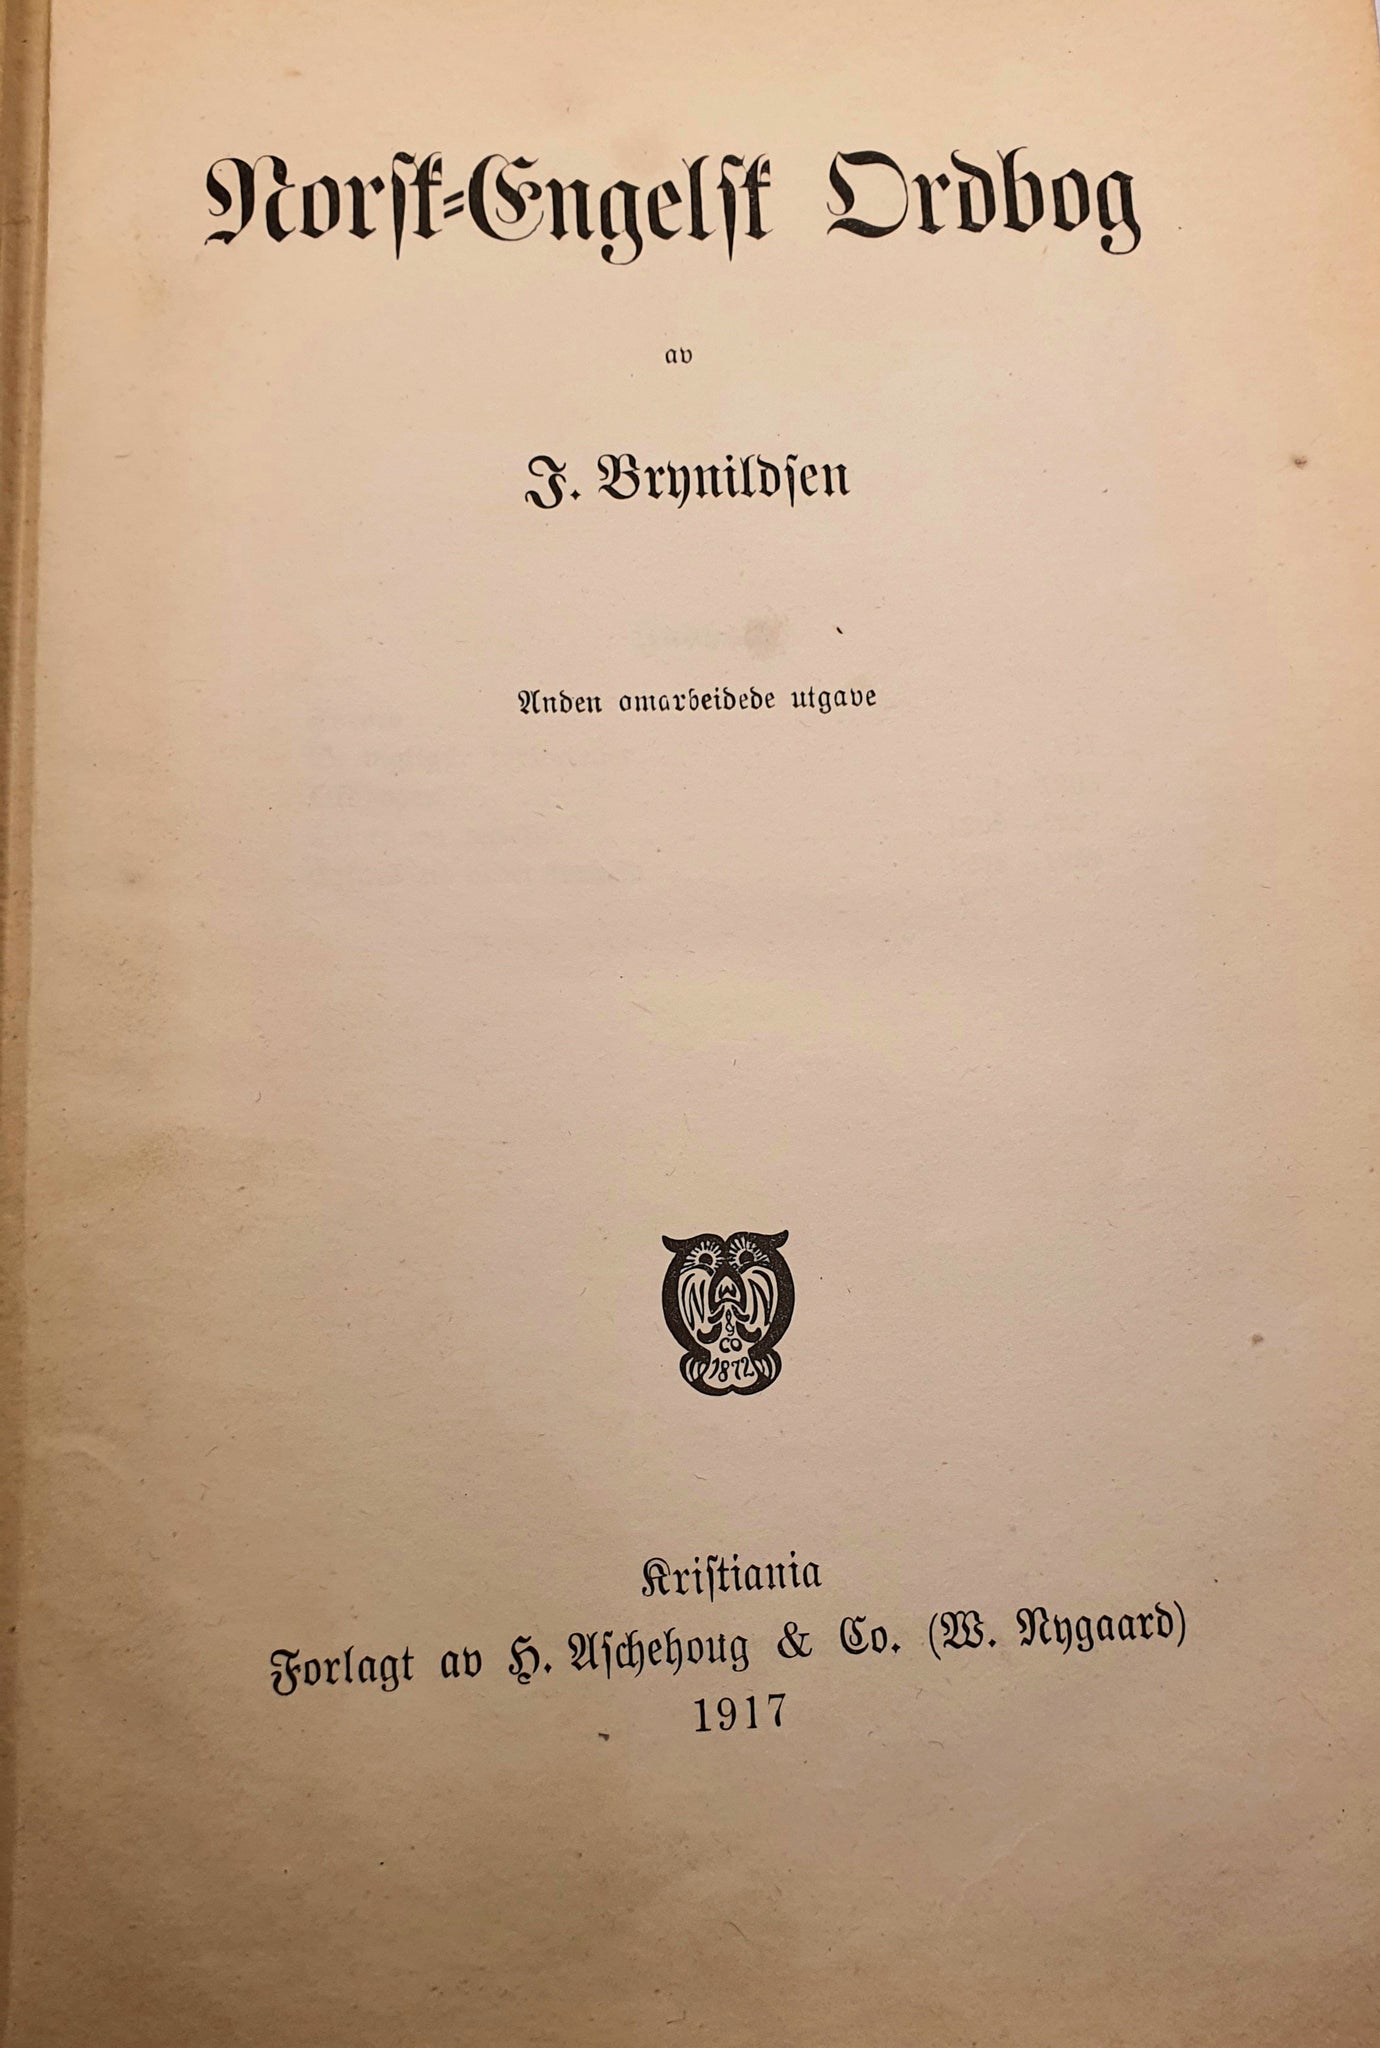 Norsk-Engelsk Ordbog
av
J. Brynildsen
Anden omarbeidede utgave
W
N N
&
CO
1872
Kristiania
Forlagt av H. Aschehoug & Co. (W. Nygaard)
1917